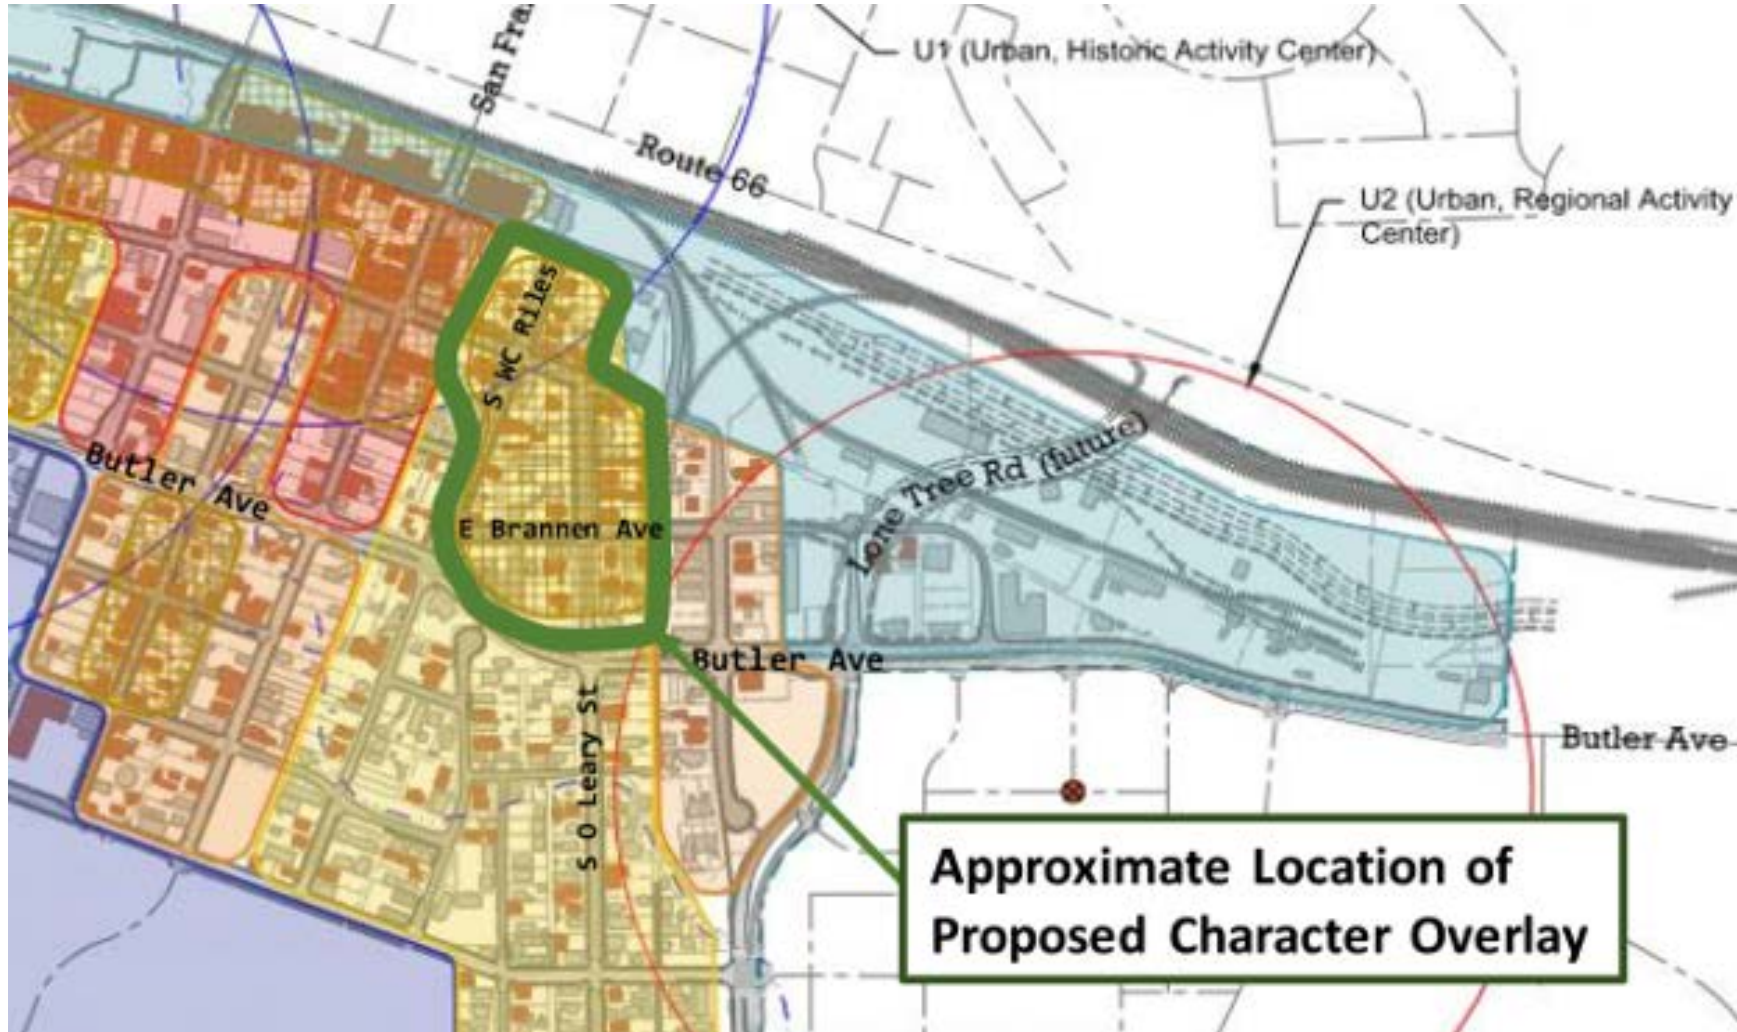 San Fra
U1 (Urban, Historic Activity Center)
Route 66
U2 (Urban, Regional Activity
Center)
S WC Riles
Butler Ave
Lone Tree Rd (future)
E Brannen Ave
Butler Ave
S O Leary St
Butler Ave
Approximate Location of
Proposed Character Overlay